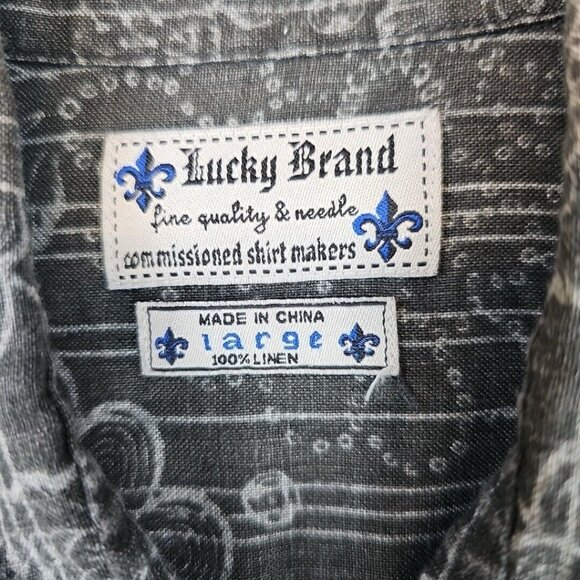 Lucky Brand
fine quality & needle
commissioned shirt makers
MADE IN CHINA
large
100% LINEN